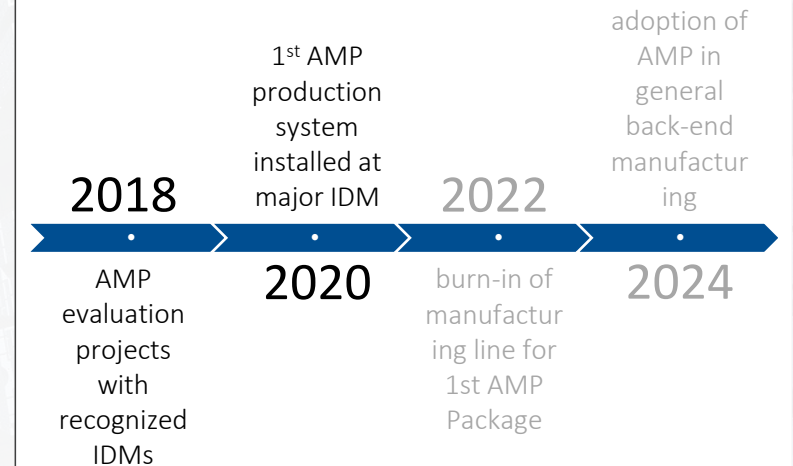 2018
AMP
evaluation
projects
with
recognized
IDMs
1st AMP
production
system
installed at
major IDM
2020
2022
burn-in of
manufactur
ing line for
1st AMP
Package
adoption of
AMP in
general
back-end
manufactur
ing
2024